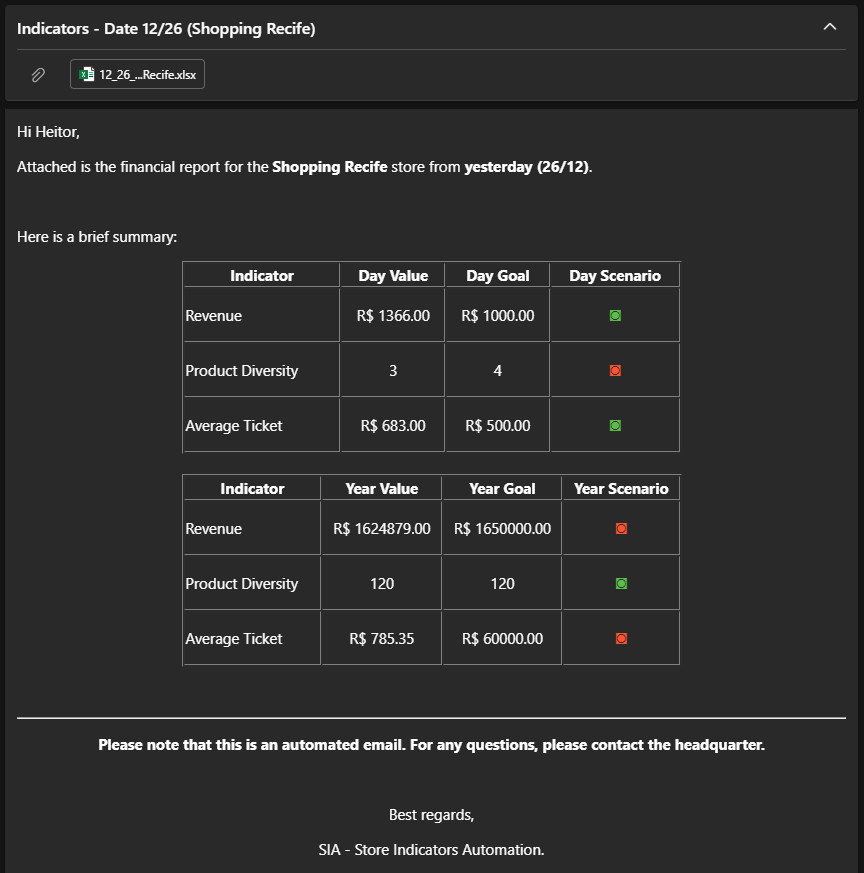 Indicators - Date 12/26 (Shopping Recife)
12_26_...Recife.xlsx
Hi Heitor,
Attached is the financial report for the Shopping Recife store from yesterday (26/12).
Here is a brief summary:
Indicator Day Value Day Goal Day Scenario
Revenue R$ 1366.00 R$ 1000.00
Product Diversity 3 4
Average Ticket R$ 683.00 R$ 500.00
Indicator Year Value Year Goal Year Scenario
Revenue R$ 1624879.00 R$ 1650000.00
Product Diversity 120 120
Average Ticket R$ 785.35 R$ 60000.00
Please note that this is an automated email. For any questions, please contact the headquarter.
Best regards,
SIA - Store Indicators Automation.